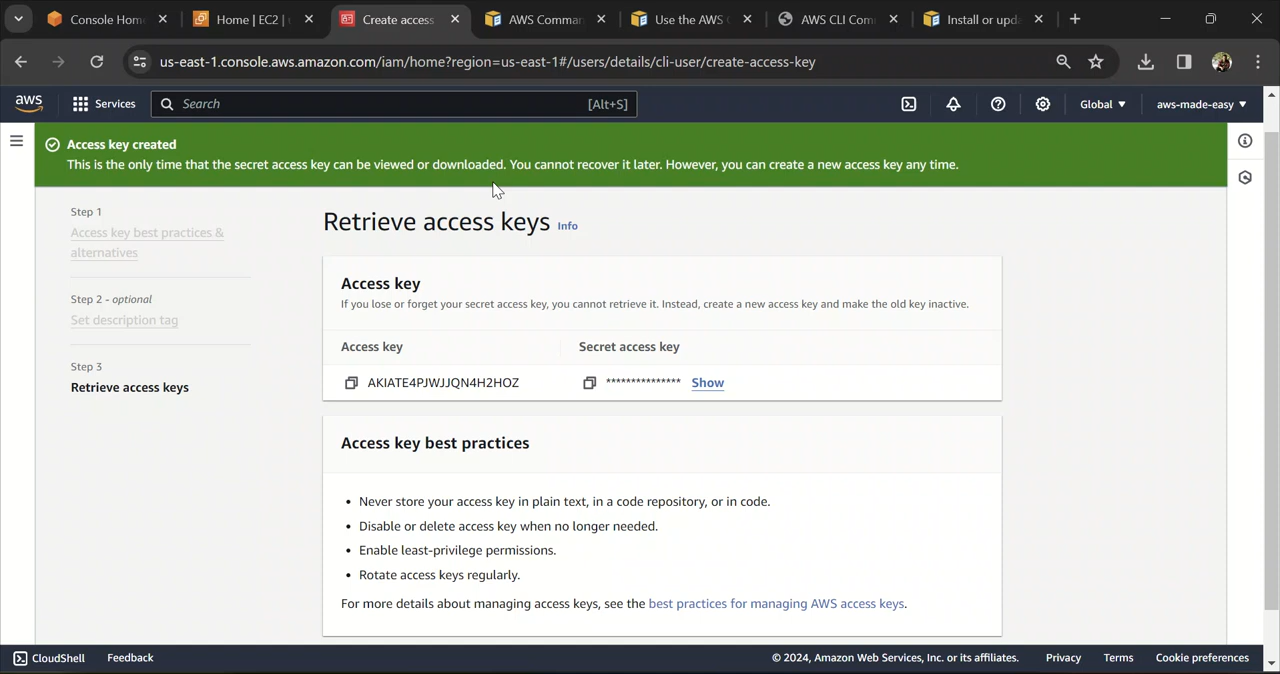 Console Home
Home | EC2 |
Create access
AWS Comman
Use the AWS C
AWS CLI Com
Install or upda
us-east-1.console.aws.amazon.com/iam/home?region=us-east-1#/users/details/cli-user/create-access-key
aws
Services
Search
[Alt+S]
Global
aws-made-easy
Access key created
This is the only time that the secret access key can be viewed or downloaded. You cannot recover it later. However, you can create a new access key any time.
Step 1
Access key best practices &
alternatives
Step 2 - optional
Set description tag
Step 3
Retrieve access keys
Retrieve access keys Info
Access key
If you lose or forget your secret access key, you cannot retrieve it. Instead, create a new access key and make the old key inactive.
Access key
Secret access key
AKIATE4PJWJJQN4H2HOZ
*************** Show
Access key best practices
• Never store your access key in plain text, in a code repository, or in code.
• Disable or delete access key when no longer needed.
• Enable least-privilege permissions.
• Rotate access keys regularly.
For more details about managing access keys, see the best practices for managing AWS access keys.
CloudShell
Feedback
© 2024, Amazon Web Services, Inc. or its affiliates.
Privacy
Terms
Cookie preferences